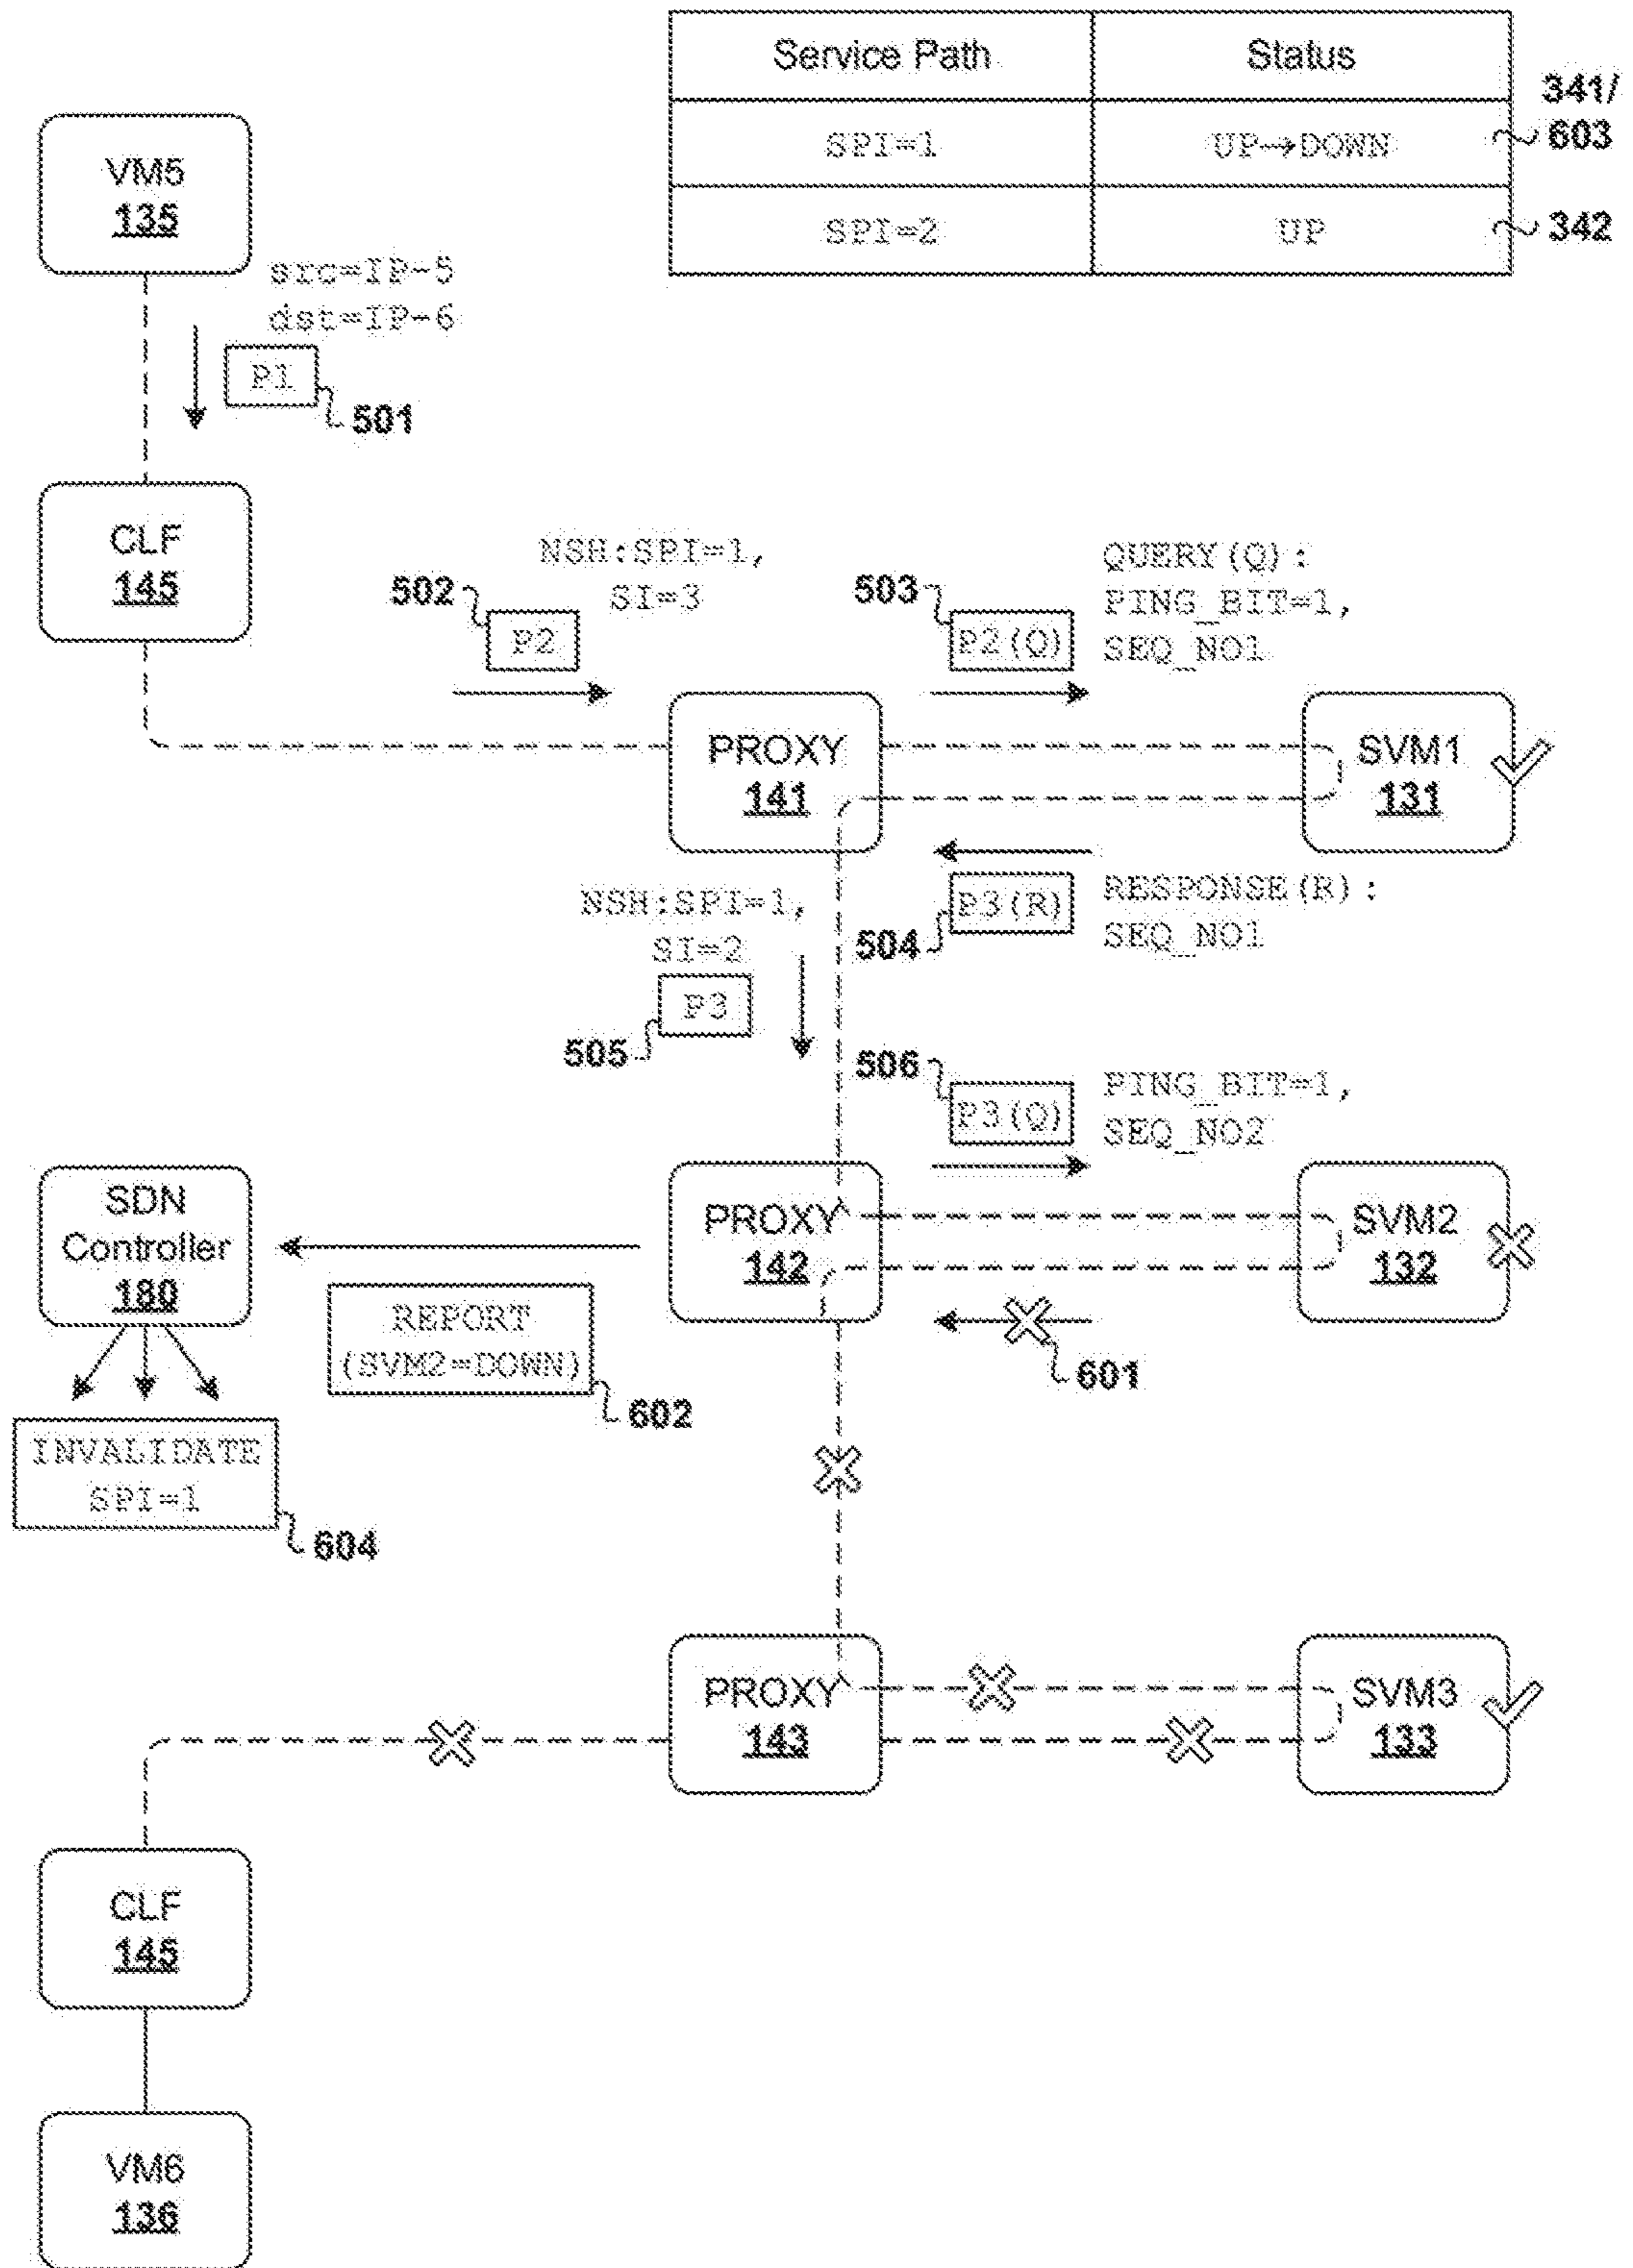 Service Path Status
SPI=1 UP→DOWN
341/
603
SPI=2 UP
342
VM5
135
src=IP-5
dst=IP-6
P1
501
CLF
145
502
NSH:SPI=1,
SI=3
P2
503
P2(Q)
QUERY(Q):
PING_BIT=1,
SEQ_NO1
PROXY
141
SVM1
131
504
P3(R)
RESPONSE(R):
SEQ_NO1
NSH:SPI=1,
SI=2
P3
505
506
P3(Q)
PING_BIT=1,
SEQ_NO2
SDN
Controller
180
PROXY
142
SVM2
132
REPORT
(SVM2=DOWN)
602
601
INVALIDATE
SPI=1
604
PROXY
143
SVM3
133
CLF
145
VM6
136